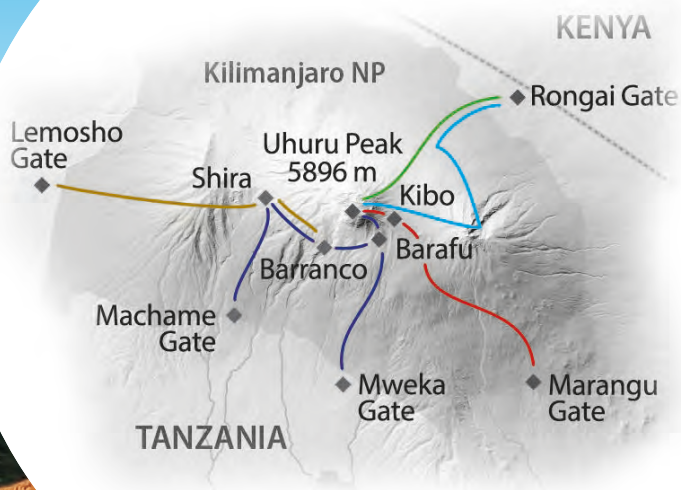 KENYA
Kilimanjaro NP
Rongai Gate
Lemosho
Gate
Uhuru Peak
5896 m
Shira
Kibo
Barranco
Barafu
Machame
Gate
Mweka
Gate
Marangu
Gate
TANZANIA